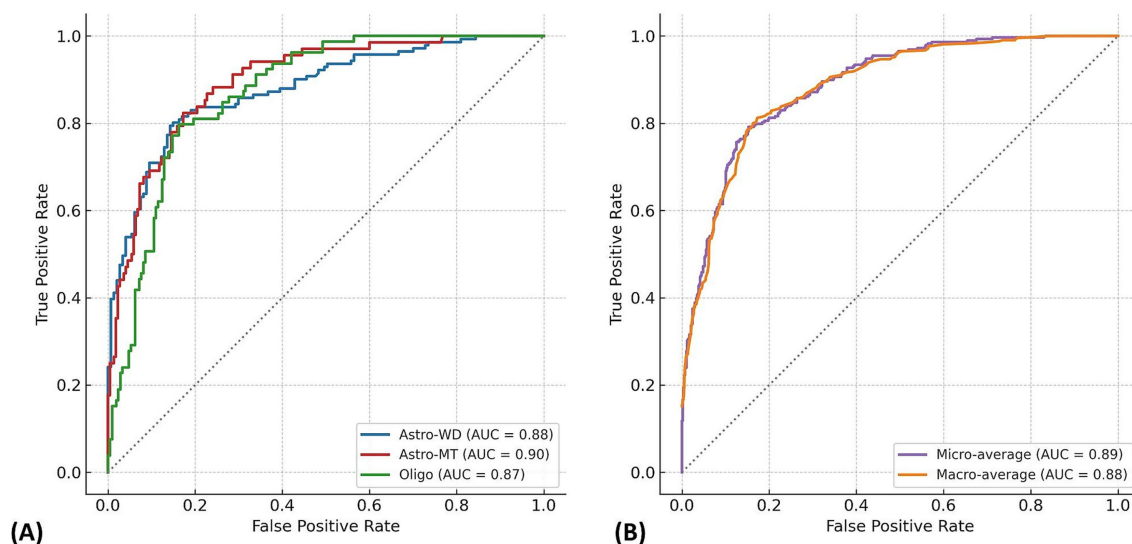 1.0
0.8
0.6
0.4
0.2
0.0
True Positive Rate
0.0 0.2 0.4 0.6 0.8 1.0
False Positive Rate
Astro-WD (AUC = 0.88)
Astro-MT (AUC = 0.90)
Oligo (AUC = 0.87)
(A)
1.0
0.8
0.6
0.4
0.2
0.0
True Positive Rate
0.0 0.2 0.4 0.6 0.8 1.0
False Positive Rate
Micro-average (AUC = 0.89)
Macro-average (AUC = 0.88)
(B)